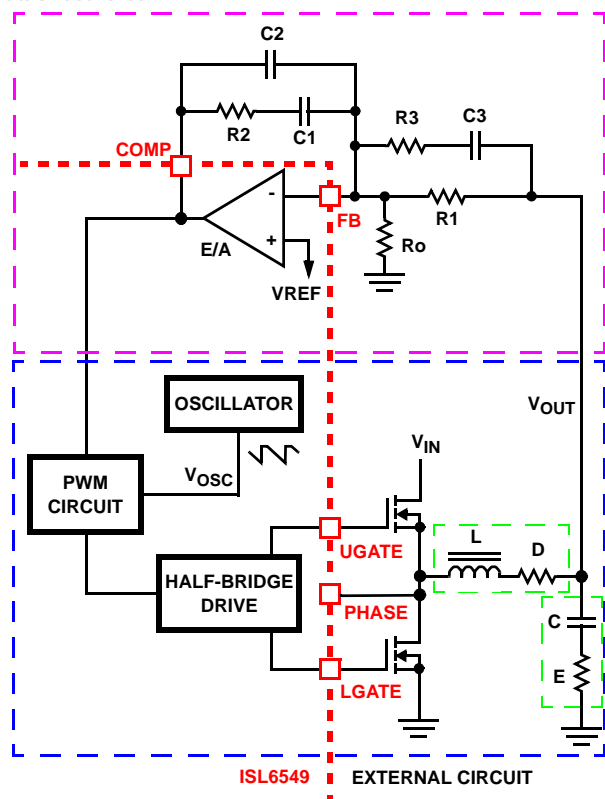 C2
R2
C1
R3
C3
COMP
-
+
E/A
FB
R1
Ro
VREF
OSCILLATOR
VOUT
VIN
PWM
CIRCUIT
VOSC
UGATE
L
D
HALF-BRIDGE
DRIVE
PHASE
C
E
LGATE
ISL6549
EXTERNAL CIRCUIT